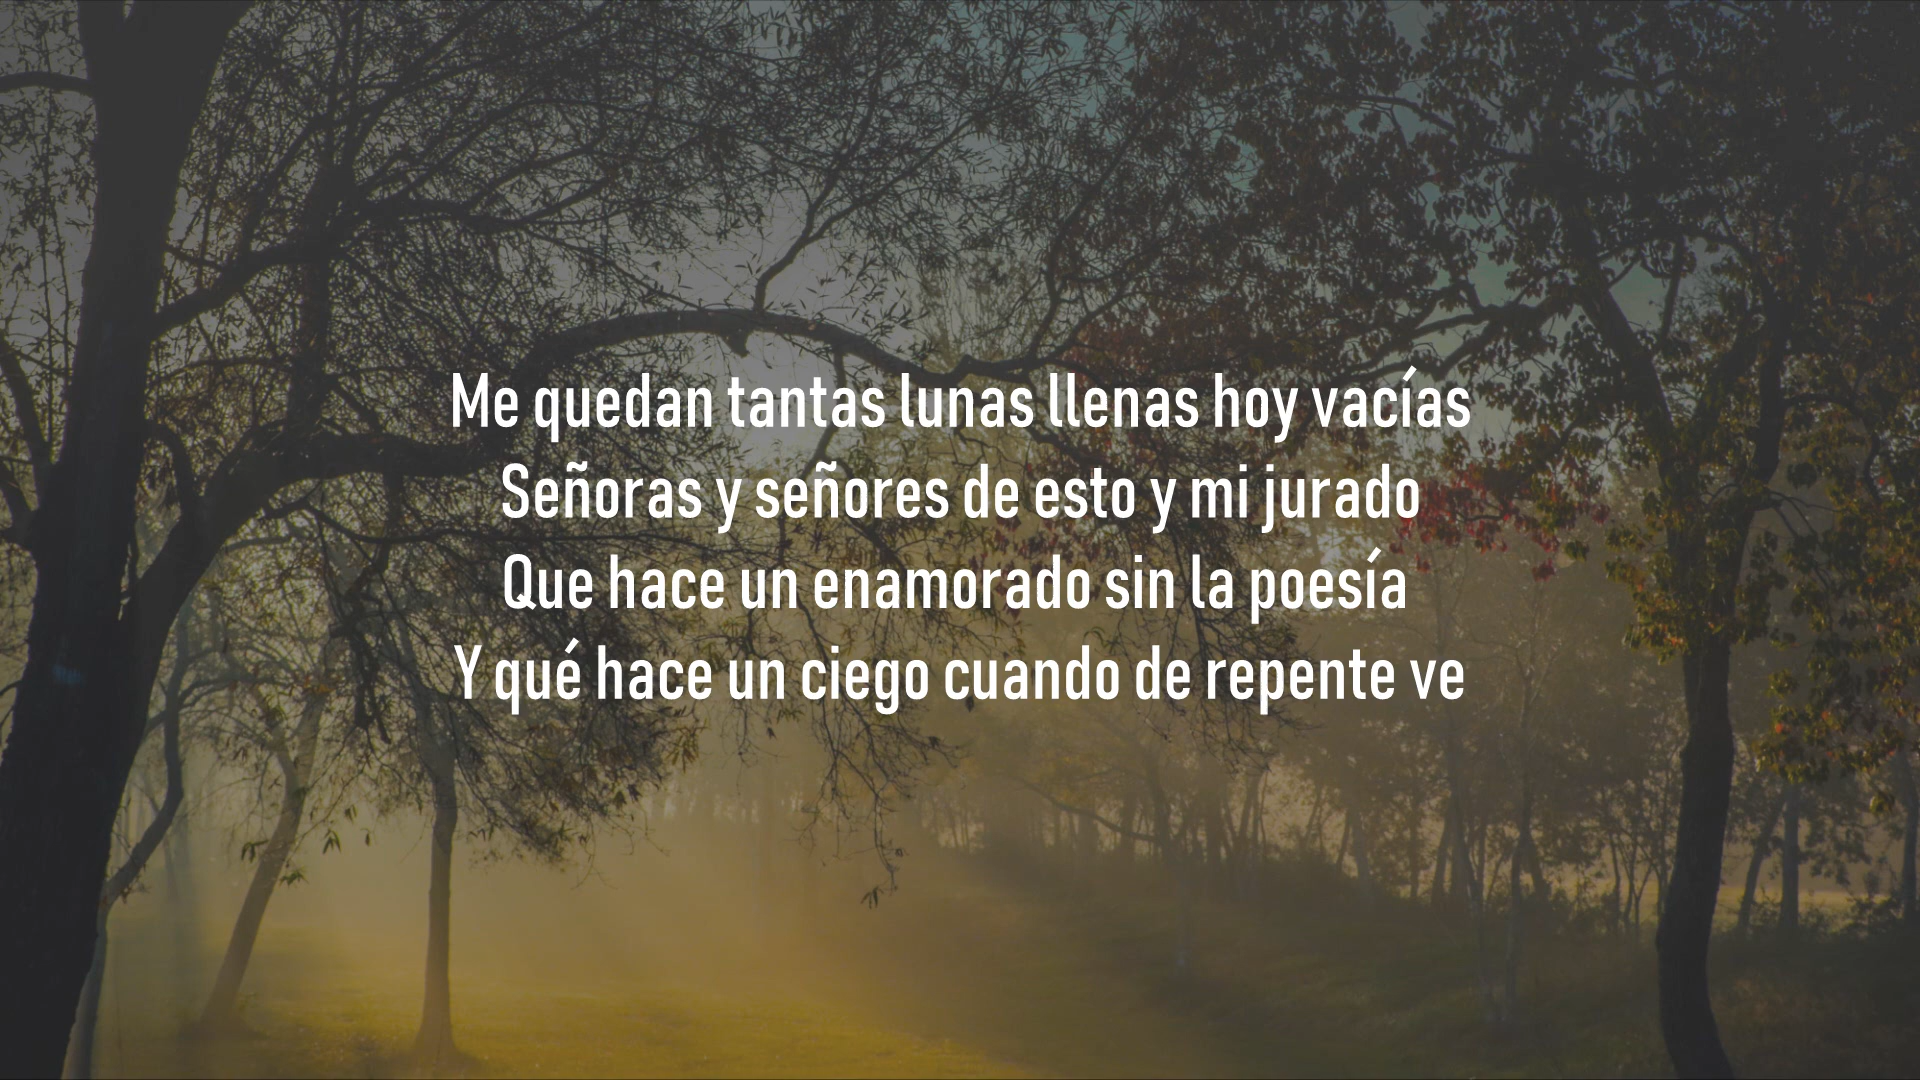 Me quedan tantas lunas llenas hoy vacías
Señoras y señores de esto y mi jurado
Que hace un enamorado sin la poesía
Y qué hace un ciego cuando de repente ve